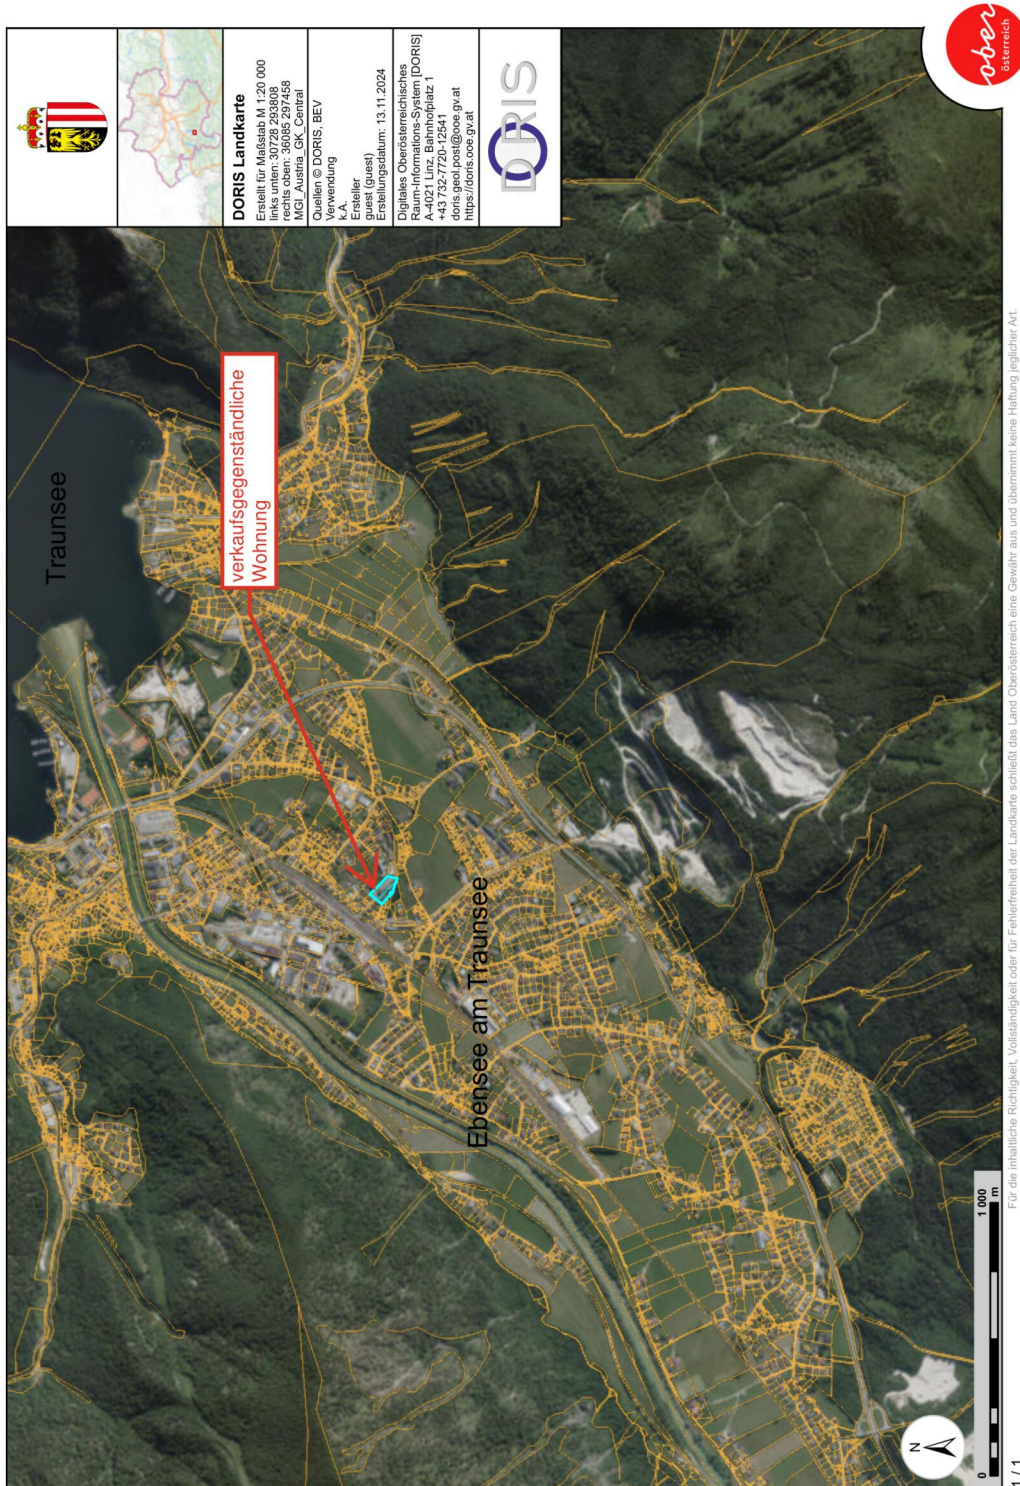 DORIS Landkarte
Erstellt für Maßstab M 1:20 000
links unten: 30728 293808
rechts oben: 36085 297458
MGI_Austria_GK_Central
Quellen © DORIS, BEV
Verwendung
k.A.
Ersteller
guest (guest)
Erstellungsdatum: 13.11.2024
Digitales Oberösterreichisches
Raum-Informations-System [DORIS]
A-4021 Linz, Bahnhofplatz 1
+43 732-7720-12541
doris.geol.post@ooe.gv.at
https://doris.ooe.gv.at
DORIS
ober
österreich
Traunsee
verkaufsgegenständliche
Wohnung
Ebensee am Traunsee
N
0
1 000
m
Für die inhaltliche Richtigkeit, Vollständigkeit oder für Fehlerfreiheit der Landkarte schließt das Land Oberösterreich eine Gewähr aus und übernimmt keine Haftung jeglicher Art.
1 / 1